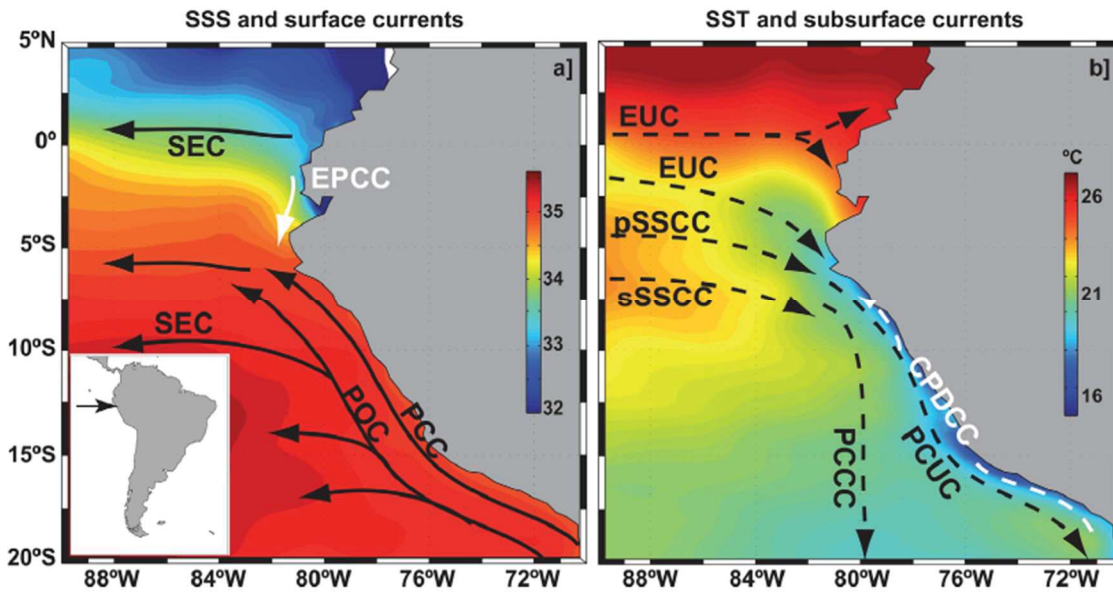 SSS and surface currents
SST and subsurface currents
5ºN
0º
5ºS
10ºS
15ºS
20ºS
a]
SEC
EPCC
SEC
POC
PCC
35
34
33
32
88ºW
84ºW
80ºW
76ºW
72ºW
b]
EUC
EUC
pSSCC
sSSCC
CPDCC
PCUC
PCCC
ºC
26
21
16
88ºW
84ºW
80ºW
76ºW
72ºW